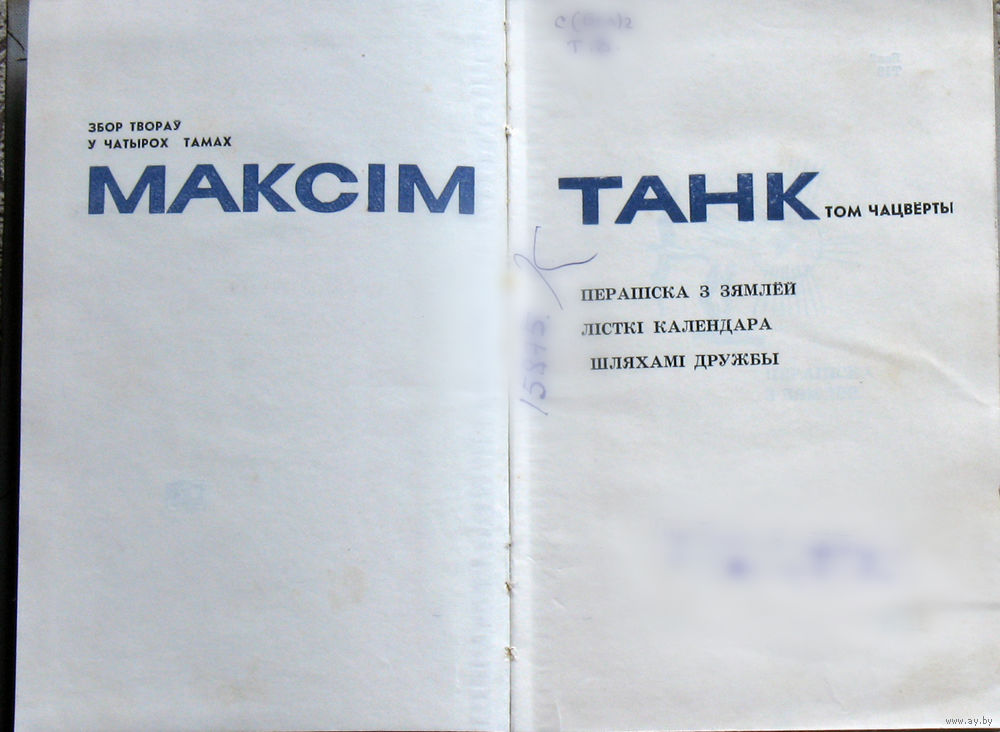 ЗБОР ТВОРАЎ
У ЧАТЫРОХ ТАМАХ
МАКСІМ ТАНК
ТОМ ЧАЦВЁРТЫ
ПЕРАПІСКА З ЗЯМЛЁЙ
ЛІСТКІ КАЛЕНДАРА
ШЛЯХАМІ ДРУЖБЫ
www.ay.by